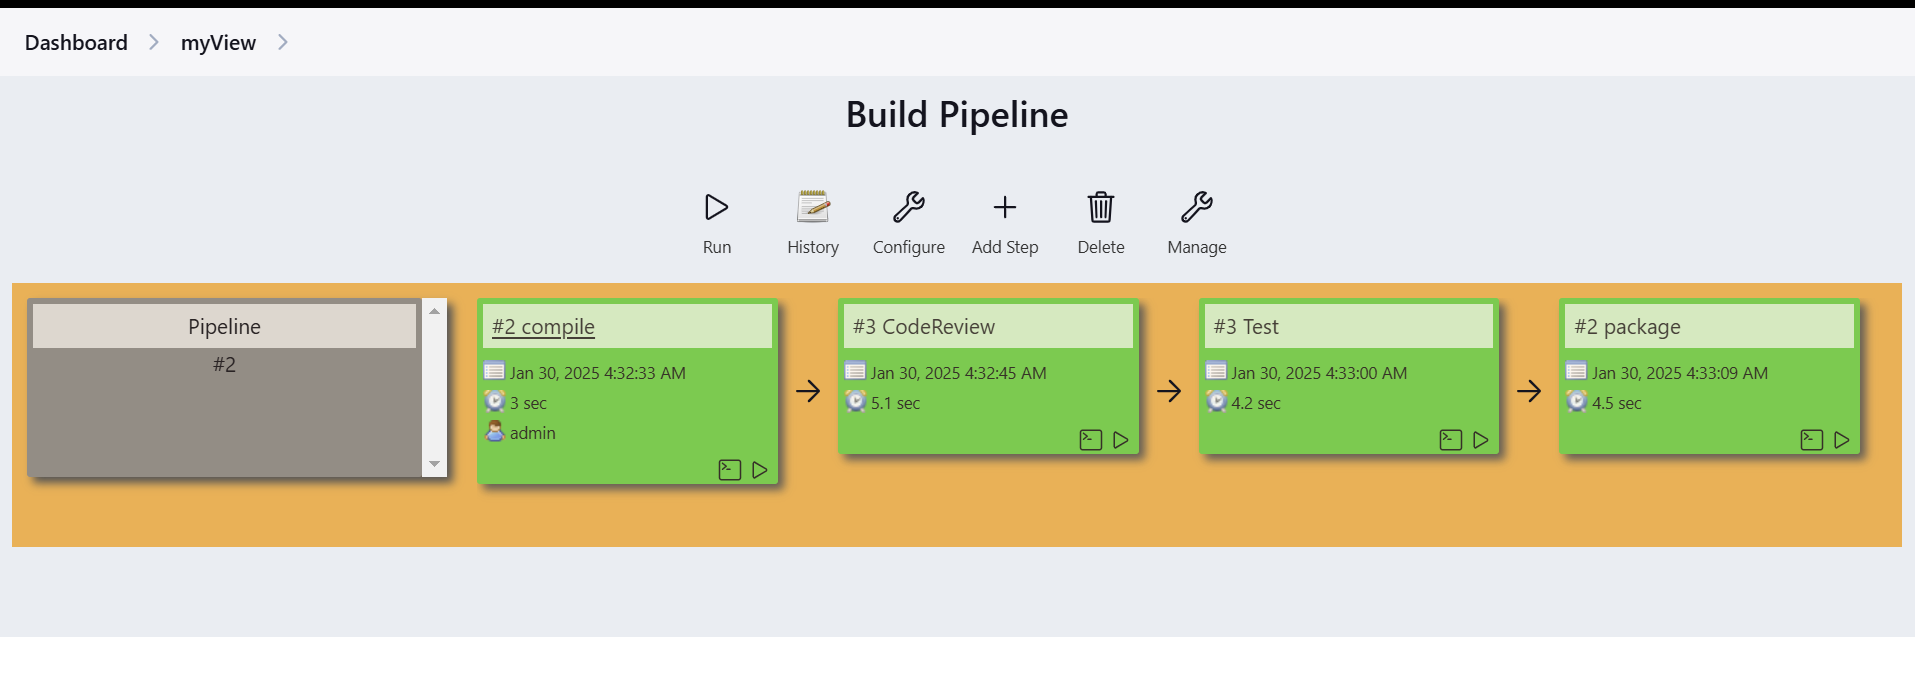 Dashboard > myView >
Build Pipeline
Run History Configure Add Step Delete Manage
Pipeline
#2
#2 compile
Jan 30, 2025 4:32:33 AM
3 sec
admin
#3 CodeReview
Jan 30, 2025 4:32:45 AM
5.1 sec
#3 Test
Jan 30, 2025 4:33:00 AM
4.2 sec
#2 package
Jan 30, 2025 4:33:09 AM
4.5 sec